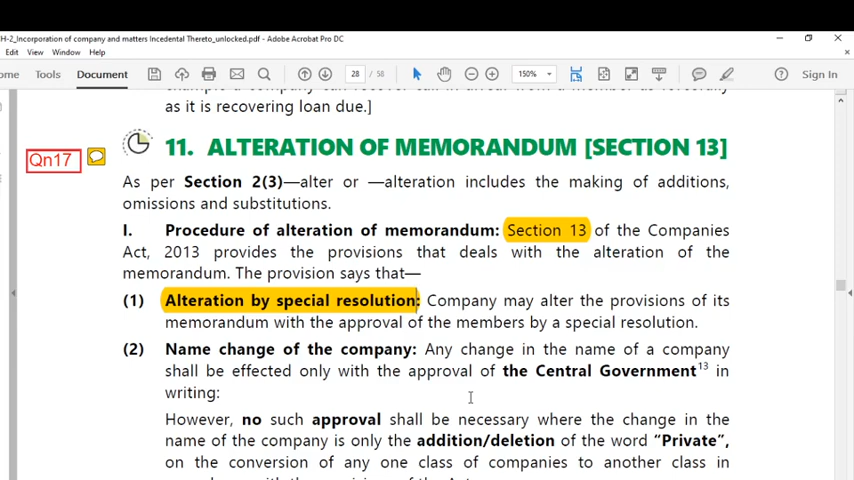 H-2_Incorporation of company and matters Incedental Thereto_unlocked.pdf - Adobe Acrobat Pro DC
Edit View Window Help
ome Tools Document 28 / 58 150% Sign In
as it is recovering loan due.]
Qn17
11. ALTERATION OF MEMORANDUM [SECTION 13]
As per Section 2(3)—alter or —alteration includes the making of additions,
omissions and substitutions.
I. Procedure of alteration of memorandum: Section 13 of the Companies
Act, 2013 provides the provisions that deals with the alteration of the
memorandum. The provision says that—
(1) Alteration by special resolution: Company may alter the provisions of its
memorandum with the approval of the members by a special resolution.
(2) Name change of the company: Any change in the name of a company
shall be effected only with the approval of the Central Government13 in
writing:
However, no such approval shall be necessary where the change in the
name of the company is only the addition/deletion of the word “Private”,
on the conversion of any one class of companies to another class in